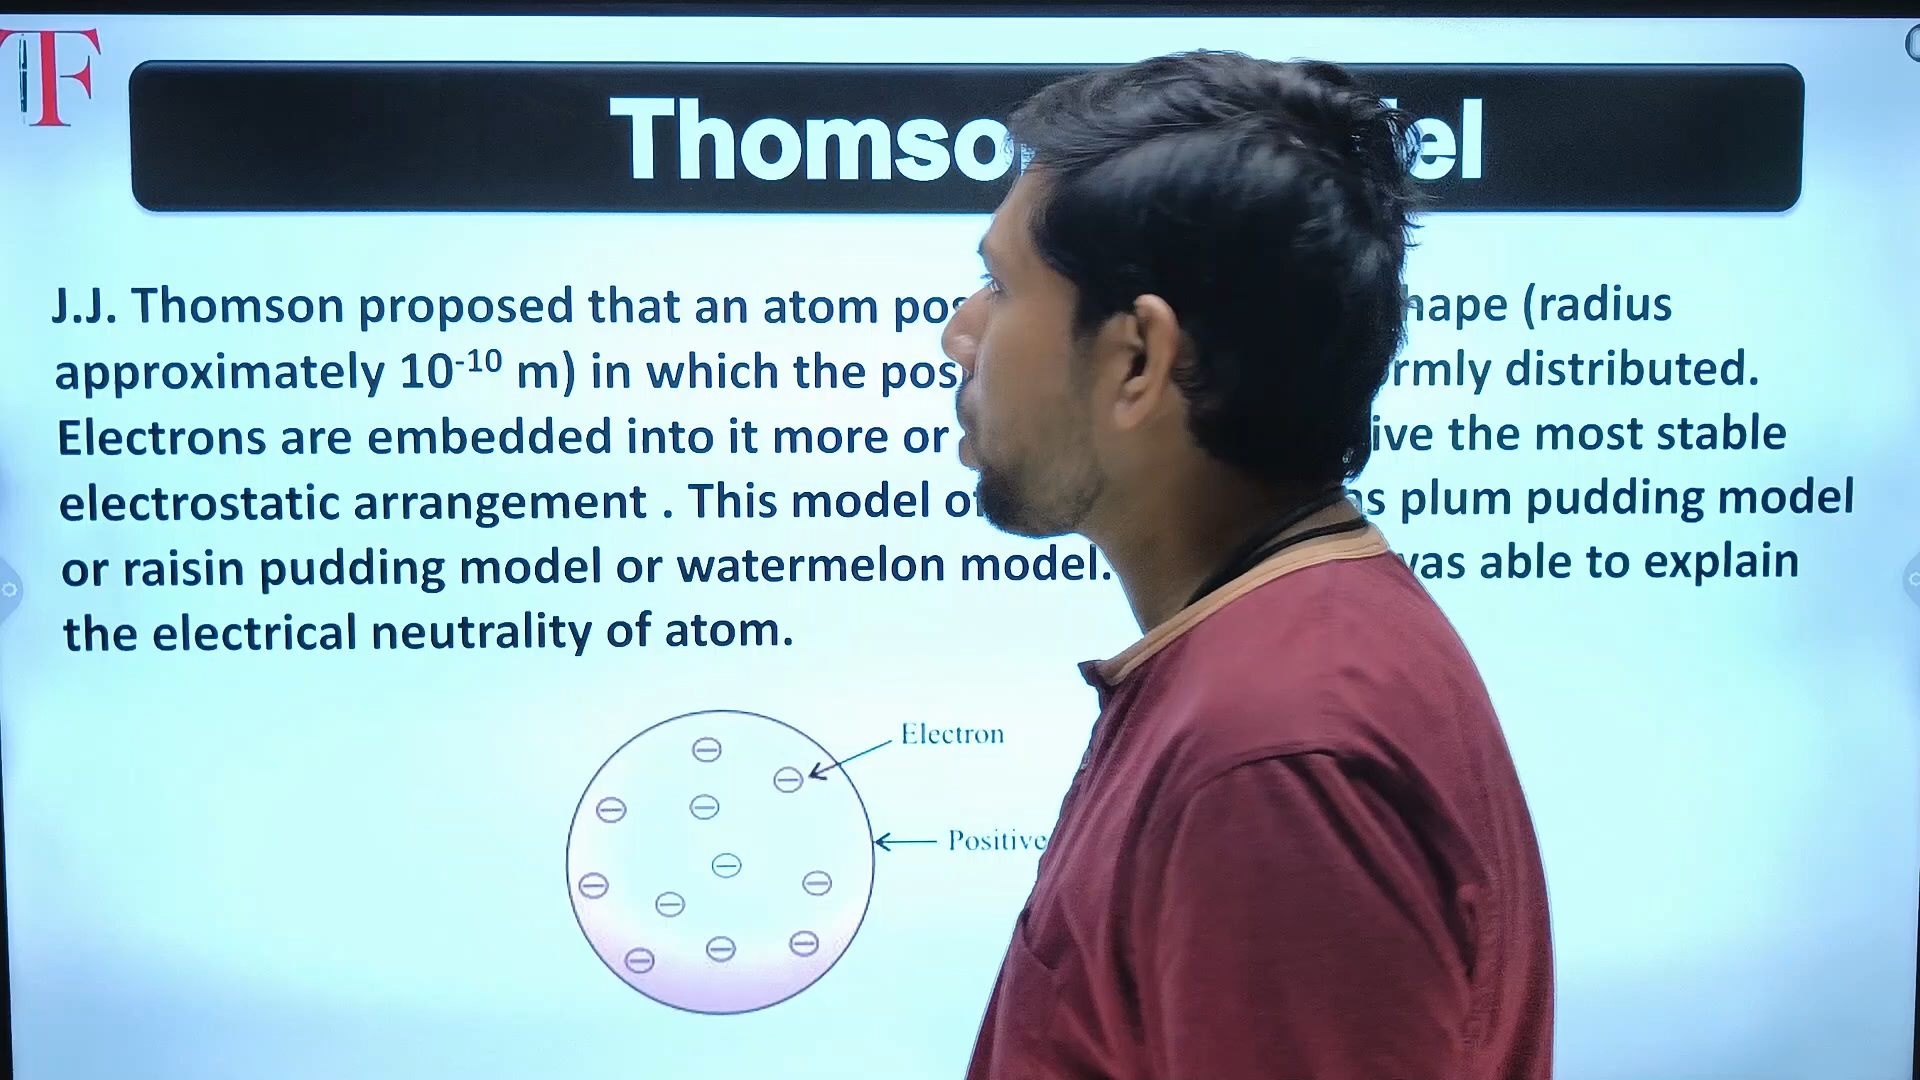 TF
Thomso el
J.J. Thomson proposed that an atom pos hape (radius
approximately 10⁻¹⁰ m) in which the pos rmly distributed.
Electrons are embedded into it more or ive the most stable
electrostatic arrangement . This model of s plum pudding model
or raisin pudding model or watermelon model. as able to explain
the electrical neutrality of atom.
Electron
Positive